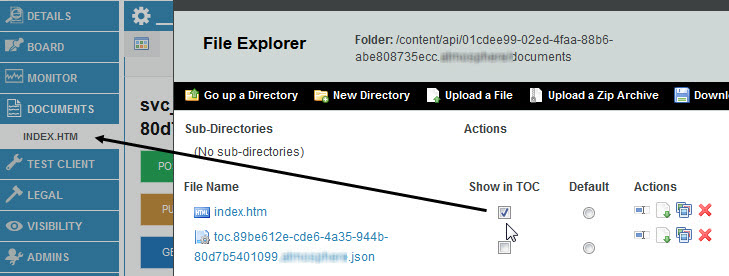 DETAILS
BOARD
MONITOR
DOCUMENTS
INDEX.HTM
TEST CLIENT
LEGAL
VISIBILITY
ADMINS
svc_
80d7
PO
PU
GE
File Explorer
Folder: /content/api/01cdee99-02ed-4faa-88b6-
abe808735ecc. documents
Go up a Directory New Directory Upload a File Upload a Zip Archive Downl
Sub-Directories Actions
(No sub-directories)
File Name Show in TOC Default Actions
index.htm
toc.89be612e-cde6-4a35-944b-
80d7b5401099. .json